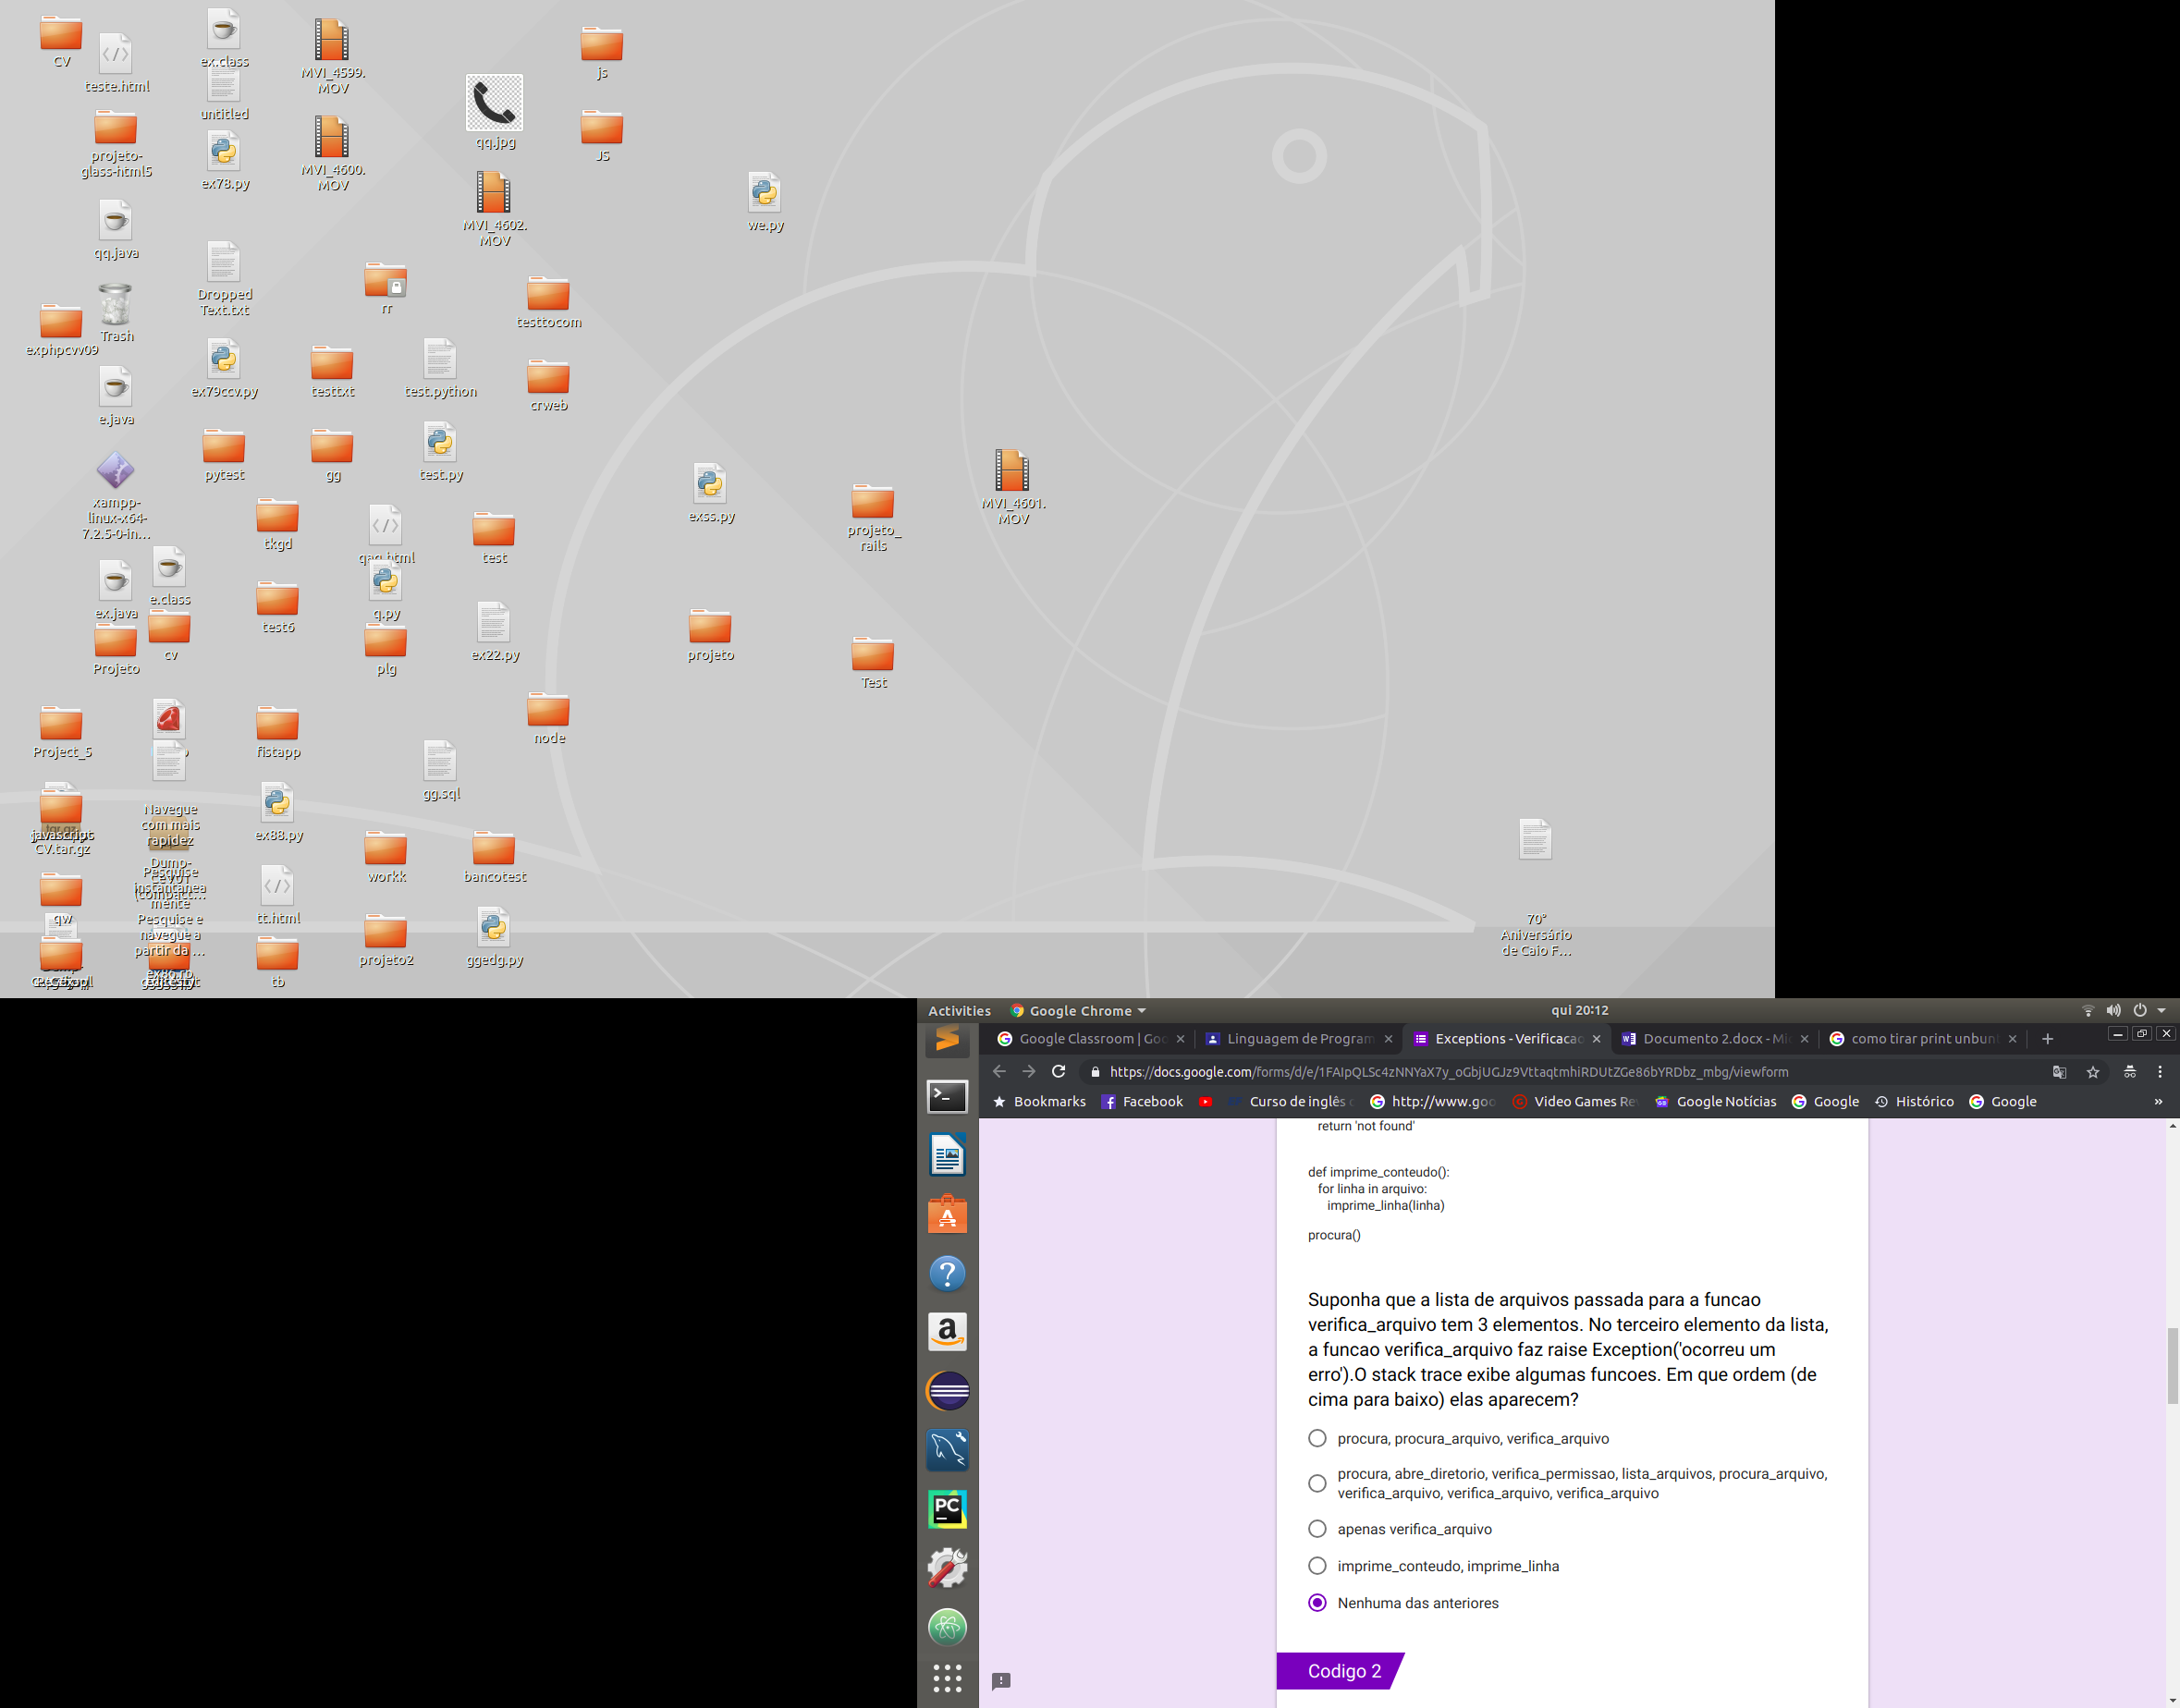 CV
teste.html
ex.class
untitled
MVI_4599.
MOV
qq.jpg
js
projeto-
glass-html5
ex78.py
MVI_4600.
MOV
JS
qq.java
MVI_4602.
MOV
we.py
Dropped
Text.txt
rr
testtocom
exphpcvv09
Trash
e.java
ex79ccv.py
testtxt
test.python
crweb
xampp-
linux-x64-
7.2.5-0-in...
pytest
gg
test.py
exss.py
projeto_
rails
MVI_4601.
MOV
tkgd
test
ex.java
e.class
test6
q.py
Projeto
cv
plg
ex22.py
projeto
Test
Project_5
fistapp
node
gg.sql
javascript
CV.tar.gz
Navegue
com mais
rapidez
ex88.py
workk
bancotest
qw
Pesquise e
navegue a
partir da ...
tt.html
tb
projeto2
ggedg.py
70°
Aniversário
de Caio F...
Activities
Google Chrome
qui 20:12
Google Classroom | Goo
Linguagem de Program
Exceptions - Verificacao
Documento 2.docx - Mi
como tirar print unbun
https://docs.google.com/forms/d/e/1FAIpQLSc4zNNYaX7y_oGbjUGJz9VttaqtmhiRDUtZGe86bYRDbz_mbg/viewform
Bookmarks
Facebook
Curso de inglês
http://www.goo
Video Games Re
Google Notícias
Google
Histórico
Google
»
return 'not found'
def imprime_conteudo():
for linha in arquivo:
imprime_linha(linha)
procura()
Suponha que a lista de arquivos passada para a funcao
verifica_arquivo tem 3 elementos. No terceiro elemento da lista,
a funcao verifica_arquivo faz raise Exception('ocorreu um
erro').O stack trace exibe algumas funcoes. Em que ordem (de
cima para baixo) elas aparecem?
procura, procura_arquivo, verifica_arquivo
procura, abre_diretorio, verifica_permissao, lista_arquivos, procura_arquivo,
verifica_arquivo, verifica_arquivo, verifica_arquivo
apenas verifica_arquivo
imprime_conteudo, imprime_linha
Nenhuma das anteriores
Codigo 2